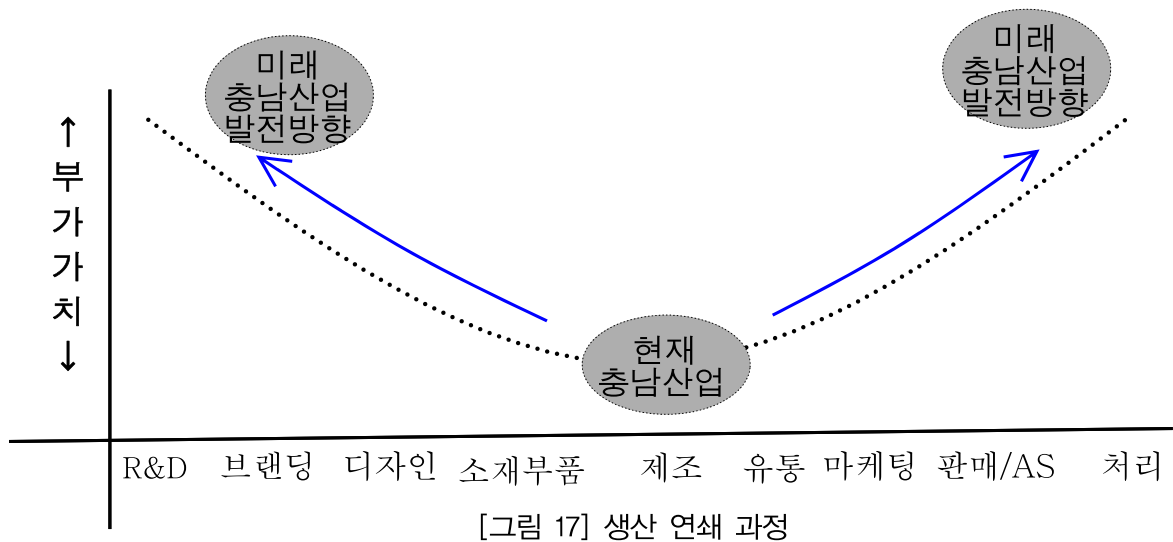 미래
충남산업
발전방향
미래
충남산업
발전방향
↑
부
가
가
치
↓
현재
충남산업
R&D 브랜딩 디자인 소재부품 제조 유통 마케팅 판매/AS 처리
[그림 17] 생산 연쇄 과정